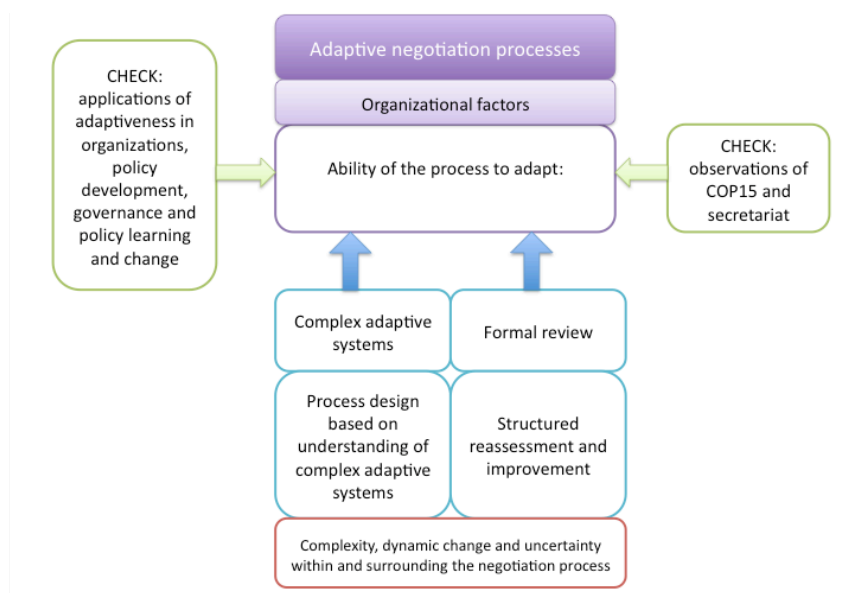 Adaptive negotiation processes
Organizational factors
CHECK:
applications of
adaptiveness in
organizations,
policy
development,
governance and
policy learning
and change
Ability of the process to adapt:
CHECK:
observations of
COP15 and
secretariat
Complex adaptive
systems
Formal review
Process design
based on
understanding of
complex adaptive
systems
Structured
reassessment and
improvement
Complexity, dynamic change and uncertainty
within and surrounding the negotiation process